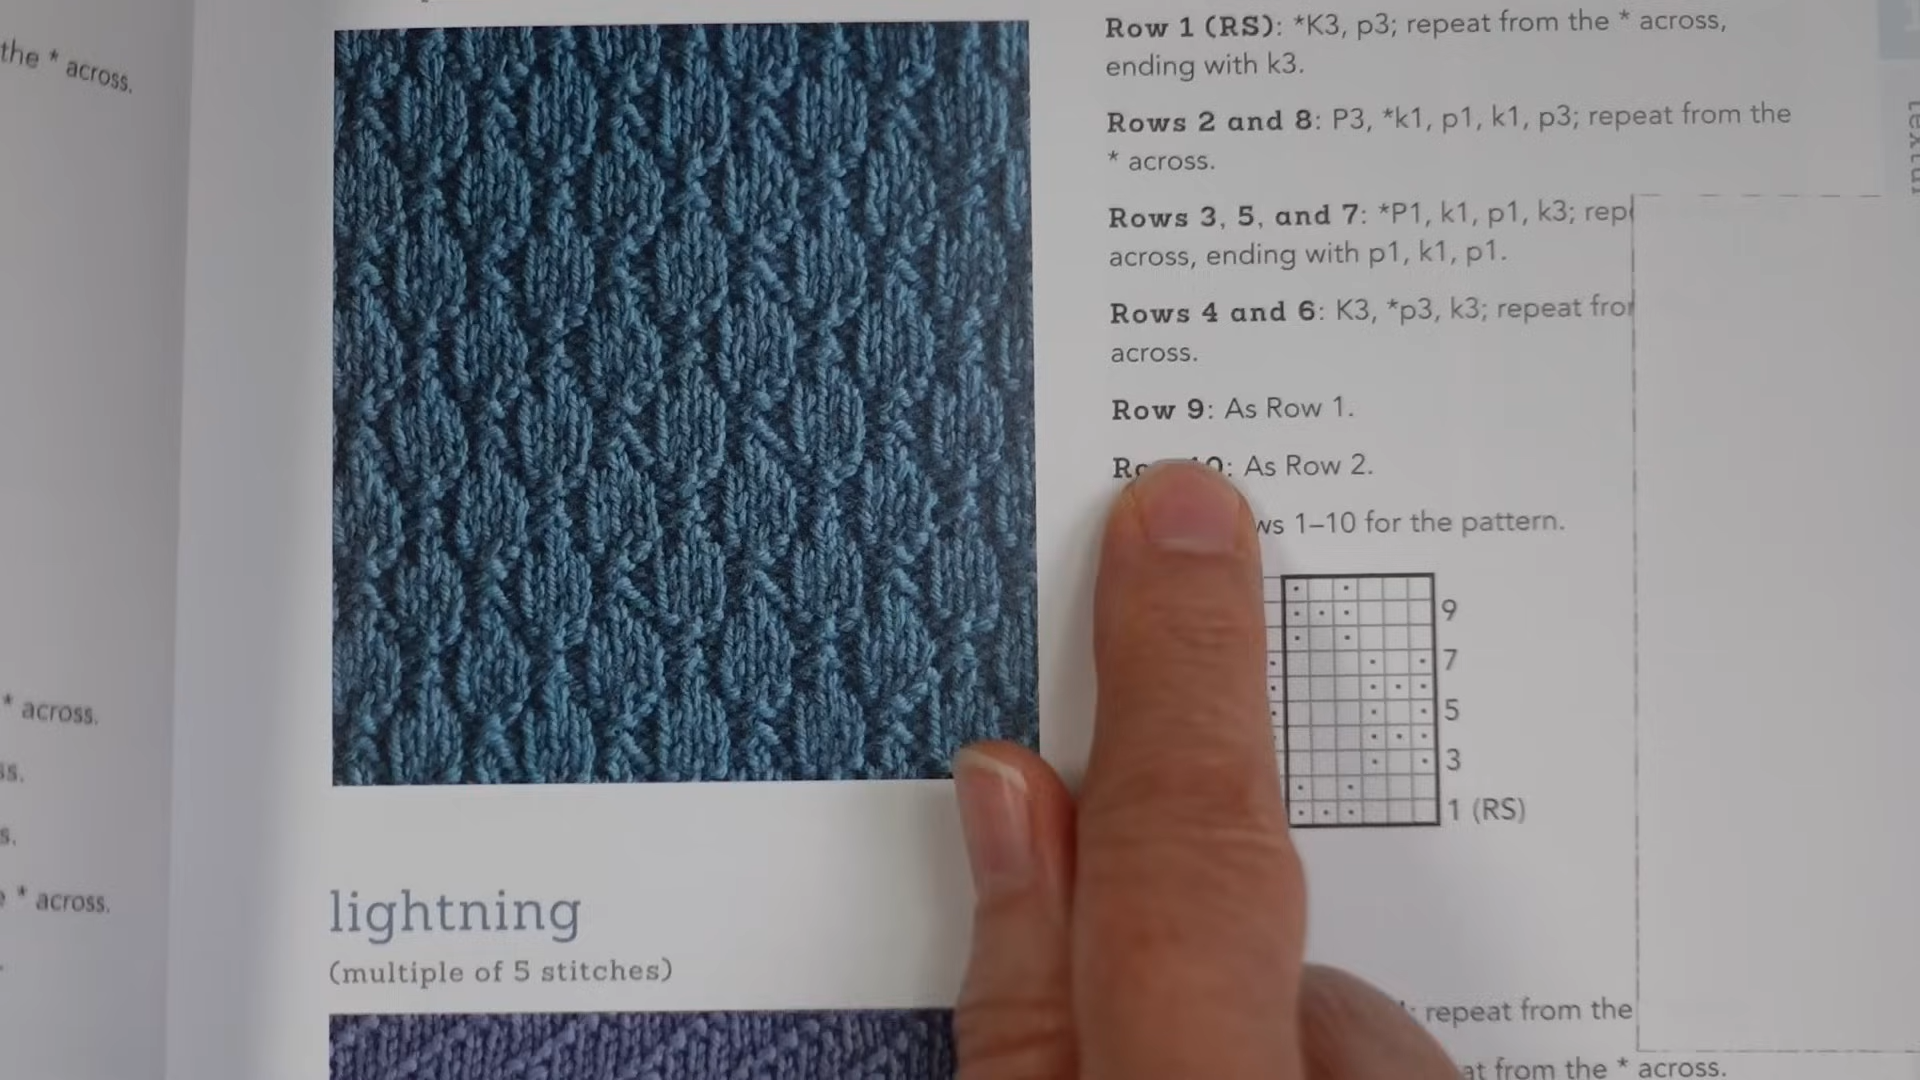 the * across.
* across.
* across.
Row 1 (RS): *K3, p3; repeat from the * across,
ending with k3.
Rows 2 and 8: P3, *k1, p1, k1, p3; repeat from the
* across.
Rows 3, 5, and 7: *P1, k1, p1, k3;
across, ending with p1, k1, p1.
Rows 4 and 6: K3, *p3, k3; repeat
across.
Row 9: As Row 1.
: As Row 2.
1–10 for the pattern.
9
7
5
3
1 (RS)
lightning
(multiple of 5 stitches)
repeat from the
from the * across.